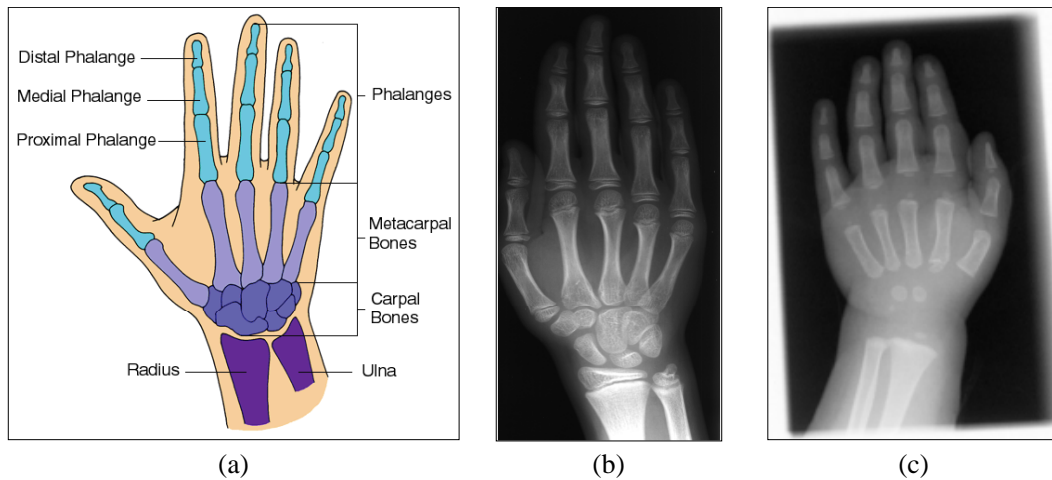 Distal Phalange
Medial Phalange
Proximal Phalange
Phalanges
Metacarpal
Bones
Carpal
Bones
Radius
Ulna
(a)
(b)
(c)